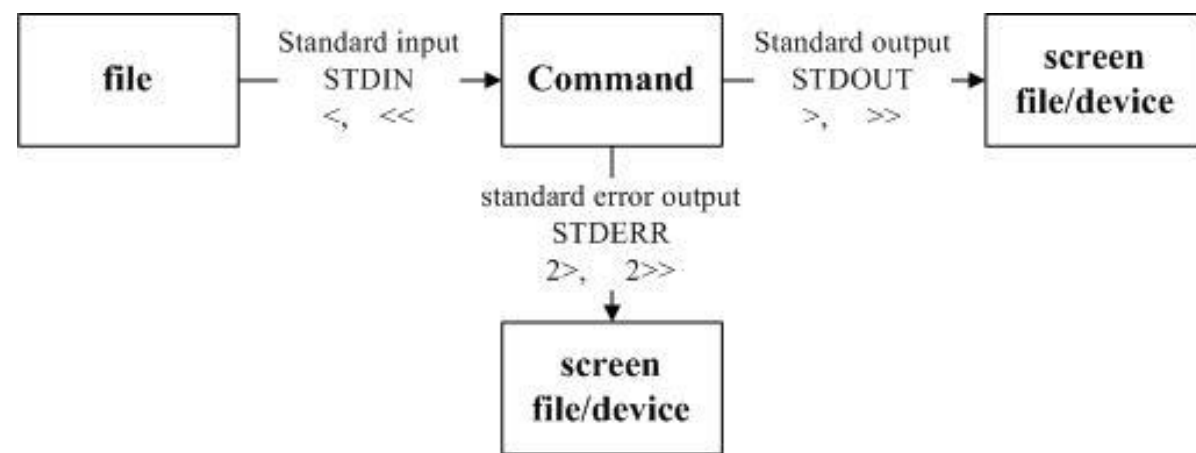 file
Standard input
STDIN
<, <<
Command
Standard output
STDOUT
>, >>
screen
file/device
standard error output
STDERR
2>, 2>>
screen
file/device